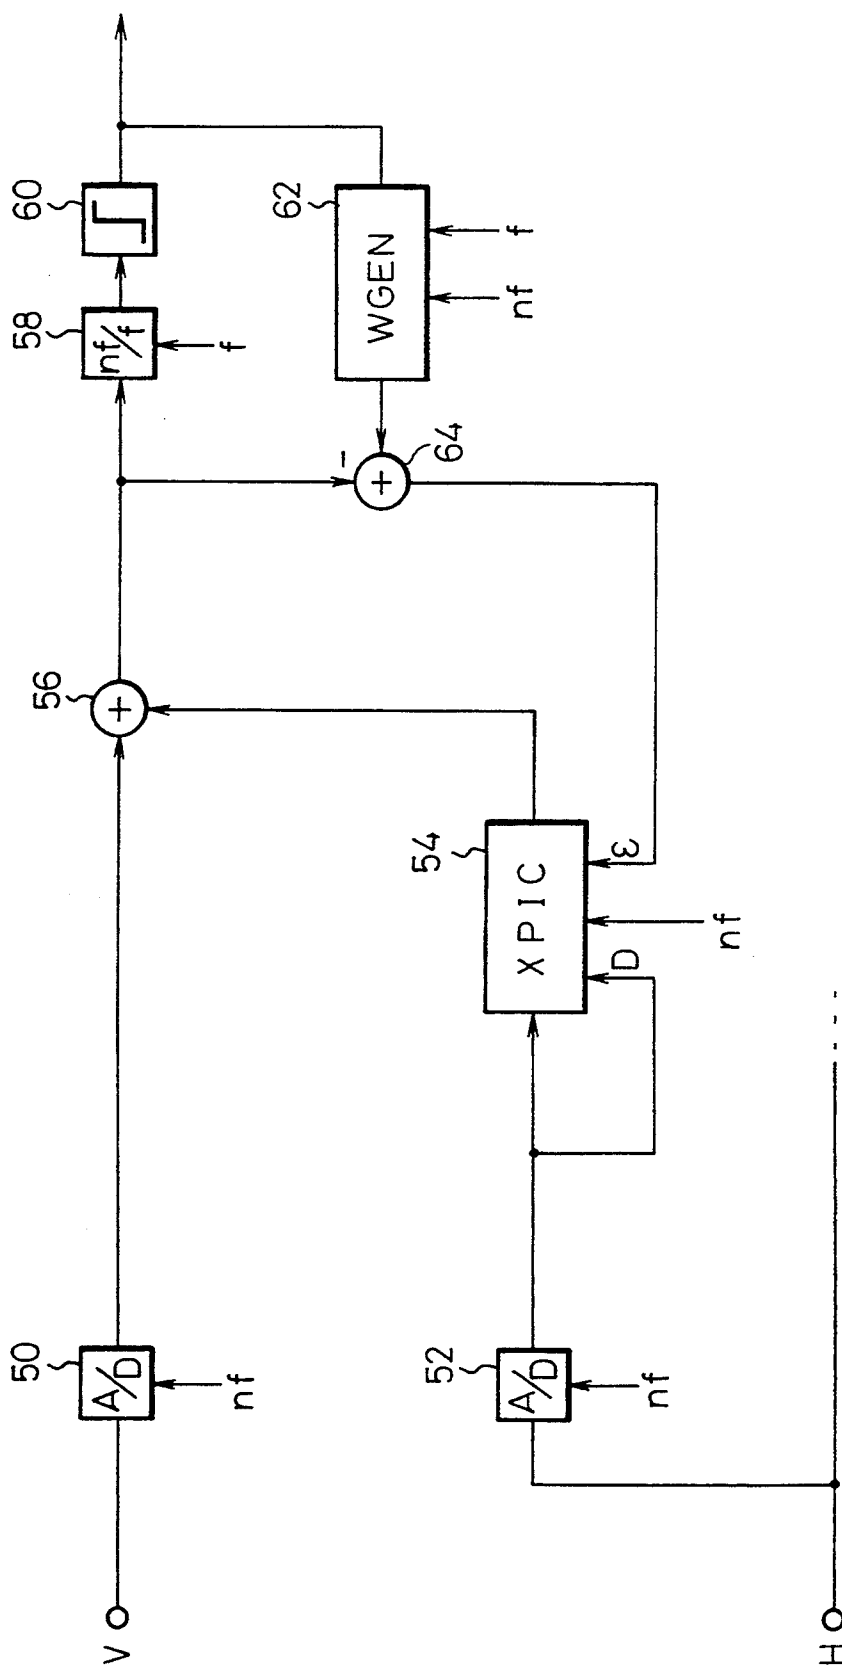 V
50
A/D
nf
56
+
58
nf/f
f
60
-
+
64
62
WGEN
nf
f
H
52
A/D
nf
54
XPIC
D
nf
ε